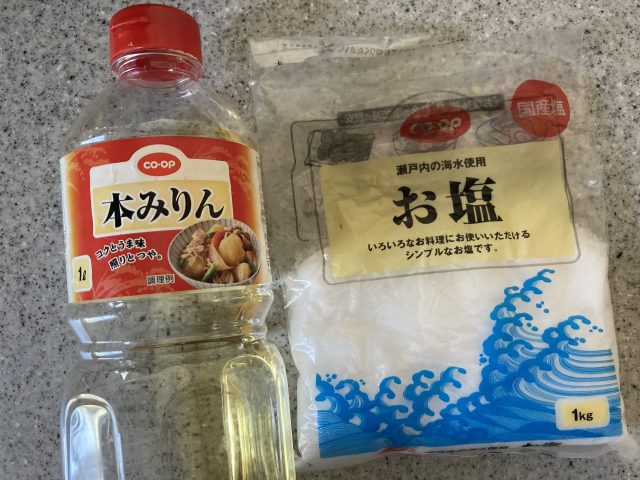 co·op
本みりん
コクとうま味
照りとつや。
1ℓ
調理例
co·op
国産塩
瀬戸内の海水使用
お塩
いろいろなお料理にお使いいただける
シンプルなお塩です。
1kg